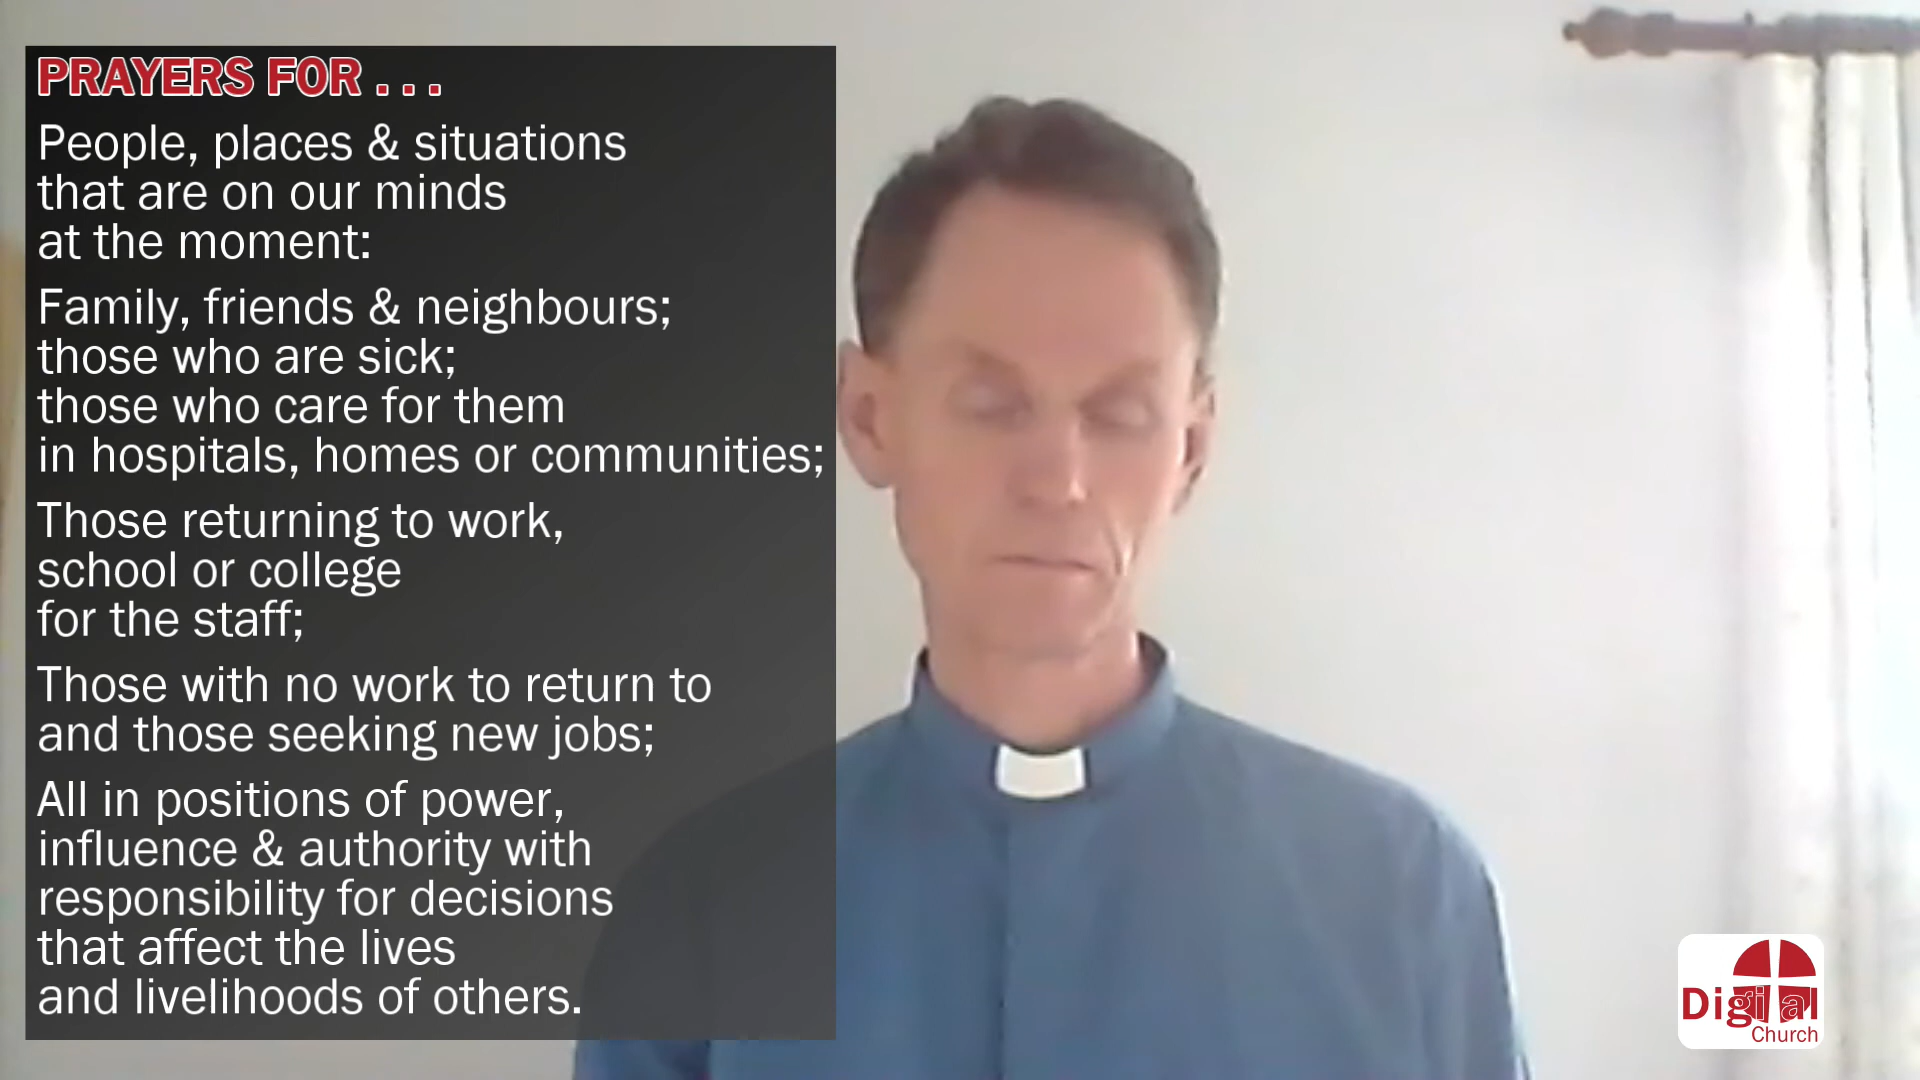 PRAYERS FOR . . .
People, places & situations
that are on our minds
at the moment:
Family, friends & neighbours;
those who are sick;
those who care for them
in hospitals, homes or communities;
Those returning to work,
school or college
for the staff;
Those with no work to return to
and those seeking new jobs;
All in positions of power,
influence & authority with
responsibility for decisions
that affect the lives
and livelihoods of others.
Digital
Church